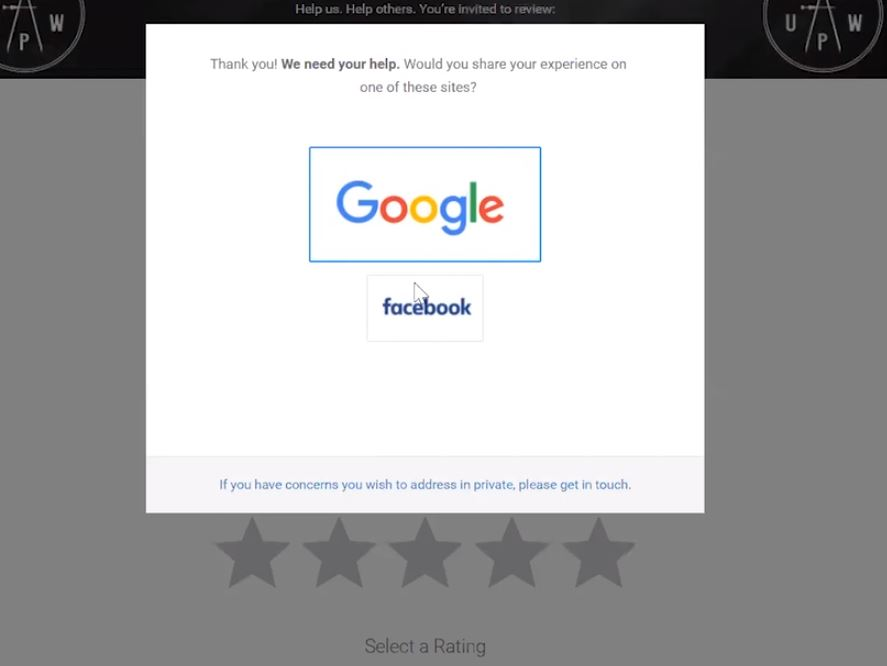 Help us. Help others. You're invited to review:
P W
U P W
Thank you! We need your help. Would you share your experience on
one of these sites?
Google
facebook
If you have concerns you wish to address in private, please get in touch.
Select a Rating